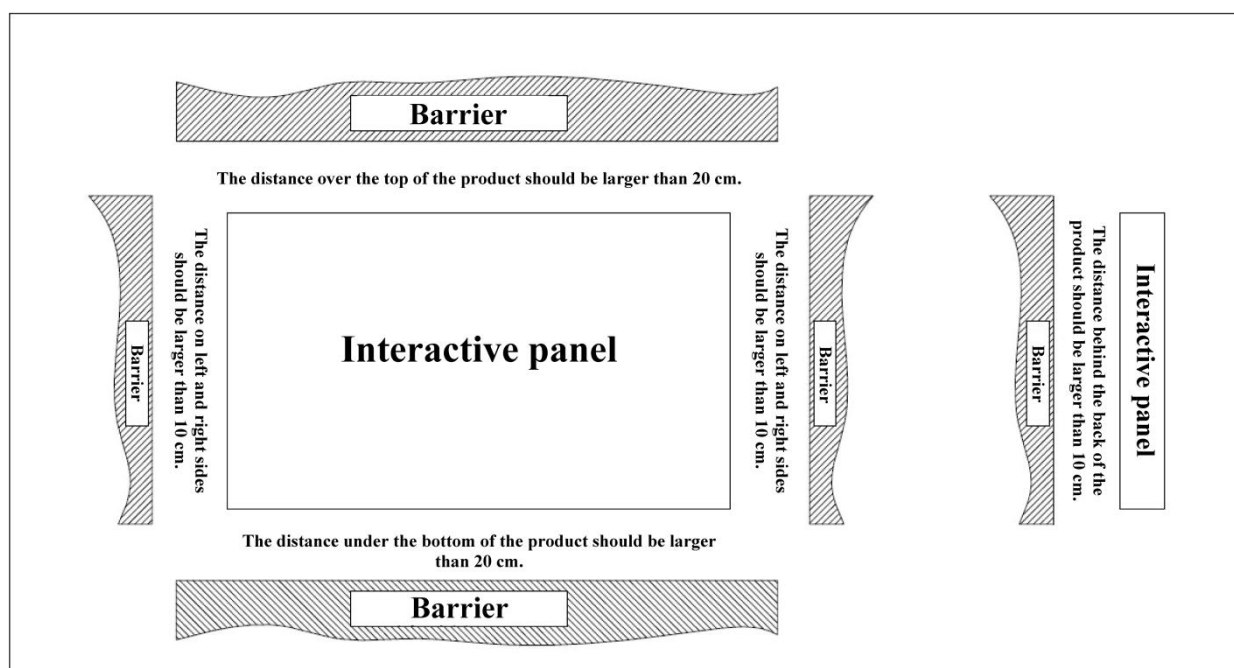 Barrier
The distance over the top of the product should be larger than 20 cm.
Barrier
The distance on left and right sides
should be larger than 10 cm.
Interactive panel
The distance on left and right sides
should be larger than 10 cm.
Barrier
Barrier
The distance behind the back of the
product should be larger than 10 cm.
Interactive panel
The distance under the bottom of the product should be larger
than 20 cm.
Barrier